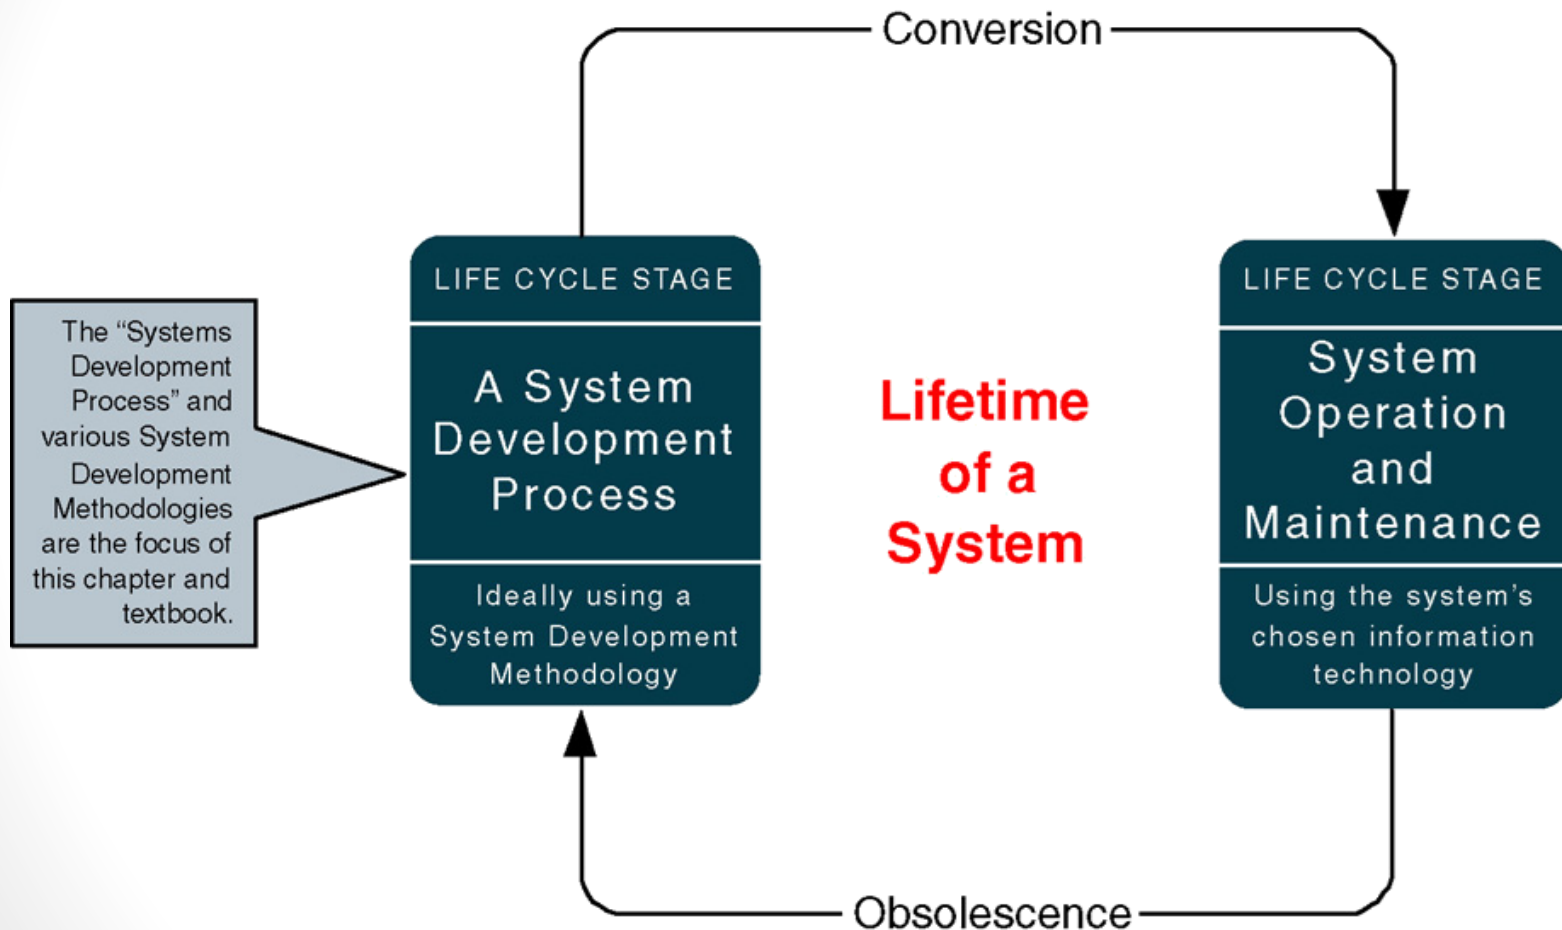 Conversion
The “Systems
Development
Process” and
various System
Development
Methodologies
are the focus of
this chapter and
textbook.
LIFE CYCLE STAGE
A System
Development
Process
Ideally using a
System Development
Methodology
Lifetime
of a
System
LIFE CYCLE STAGE
System
Operation
and
Maintenance
Using the system’s
chosen information
technology
Obsolescence